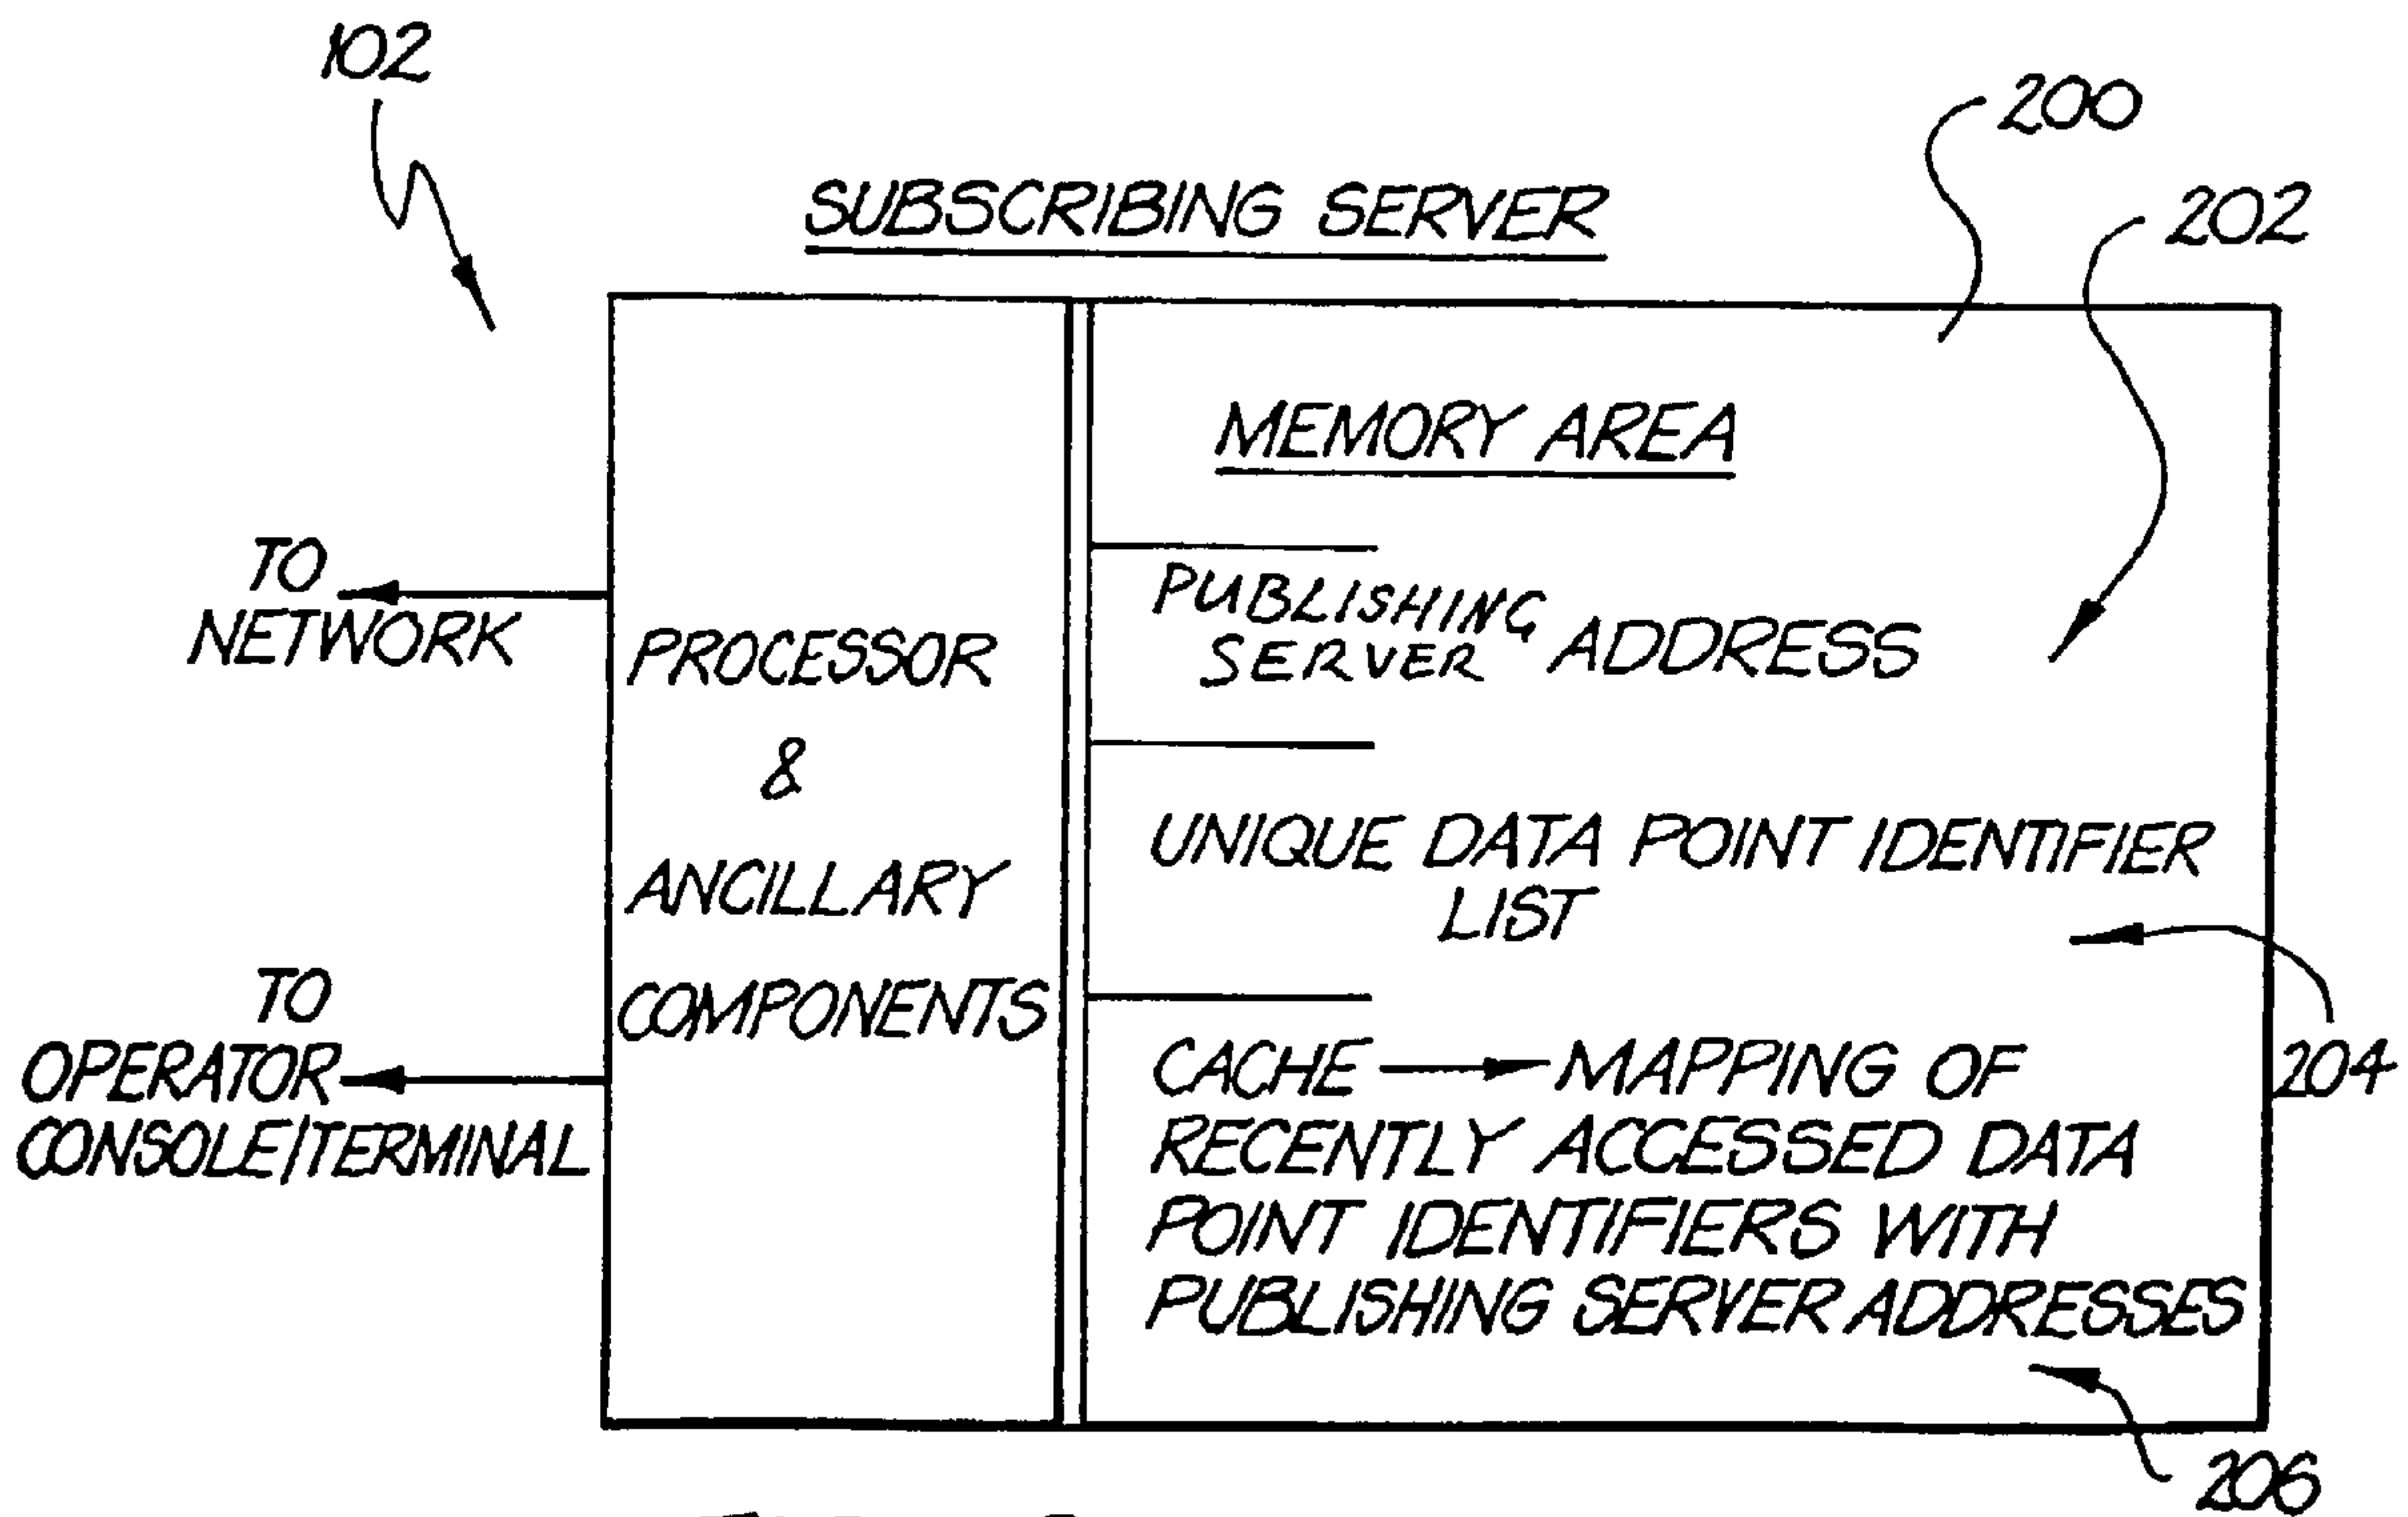 102
200
SUBSCRIBING SERVER
202
MEMORY AREA
TO
NETWORK
PROCESSOR
&
ANCILLARY
COMPONENTS
PUBLISHING
SERVER ADDRESS
UNIQUE DATA POINT IDENTIFIER
LIST
TO
OPERATOR
CONSOLE/TERMINAL
CACHE → MAPPING OF
RECENTLY ACCESSED DATA
POINT IDENTIFIERS WITH
PUBLISHING SERVER ADDRESSES
204
206